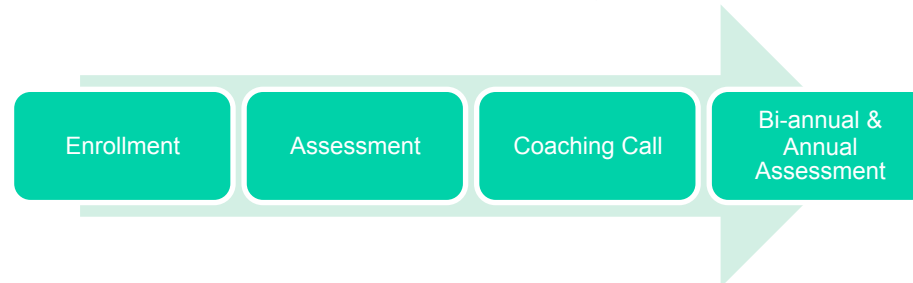 Enrollment
Assessment
Coaching Call
Bi-annual &
Annual
Assessment